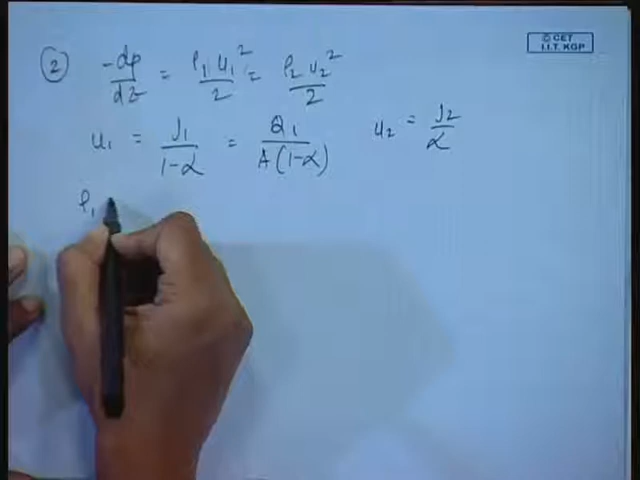 © CET
I.I.T. KGP
② -dp/dz = ρ₁ u₁²/2 = ρ₂ u₂²/2
u₁ = j₁/1-α = Q₁/A(1-α) u₂ = j₂/α
ρ₁